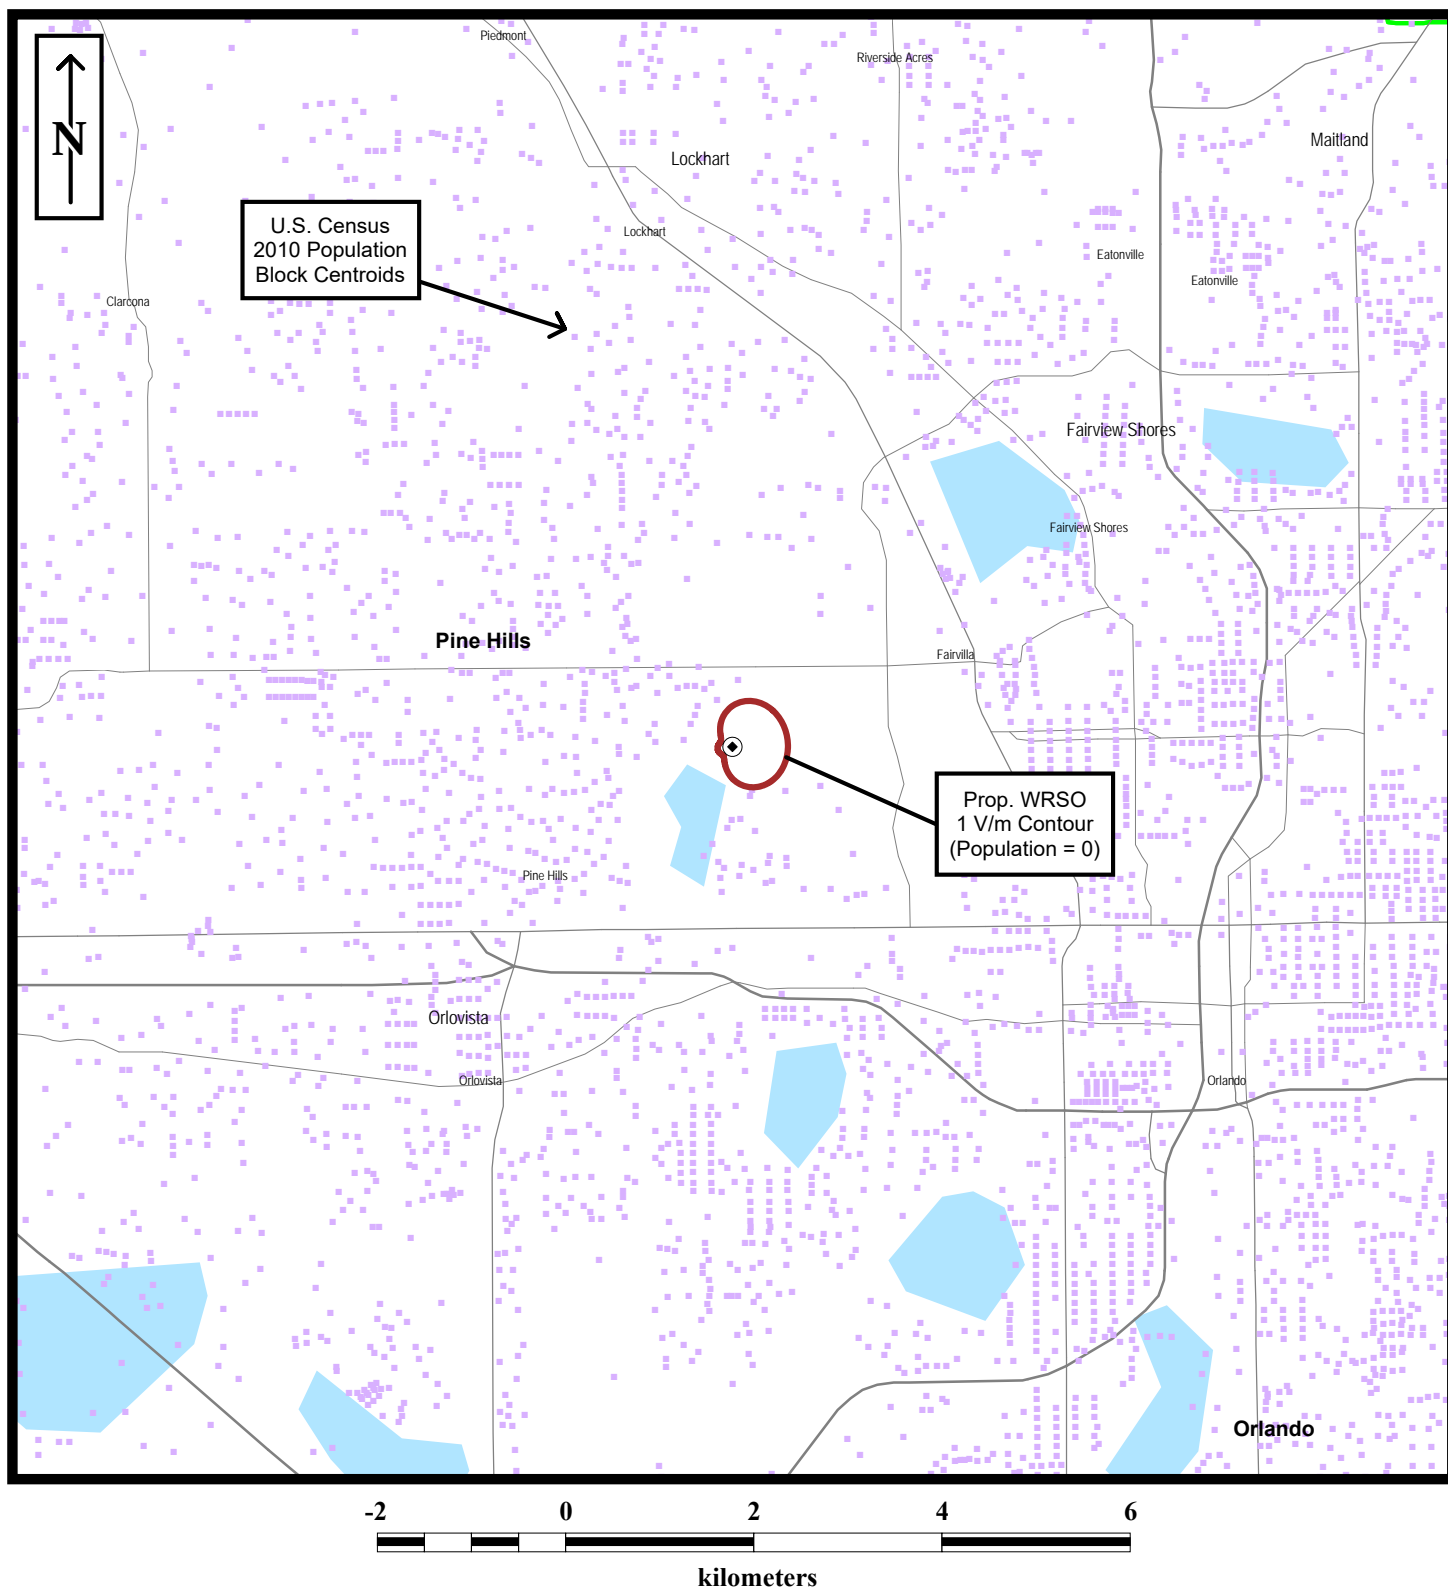 Piedmont
Riverside Acres
N
Maitland
Lockhart
U.S. Census
2010 Population
Block Centroids
Lockhart
Eatonville
Eatonville
Clarcona
Fairview Shores
Fairview Shores
Pine Hills
Fairvilla
Prop. WRSO
1 V/m Contour
(Population = 0)
Pine Hills
Orlovista
Orlovista
Orlando
Orlando
-2 0 2 4 6
kilometers